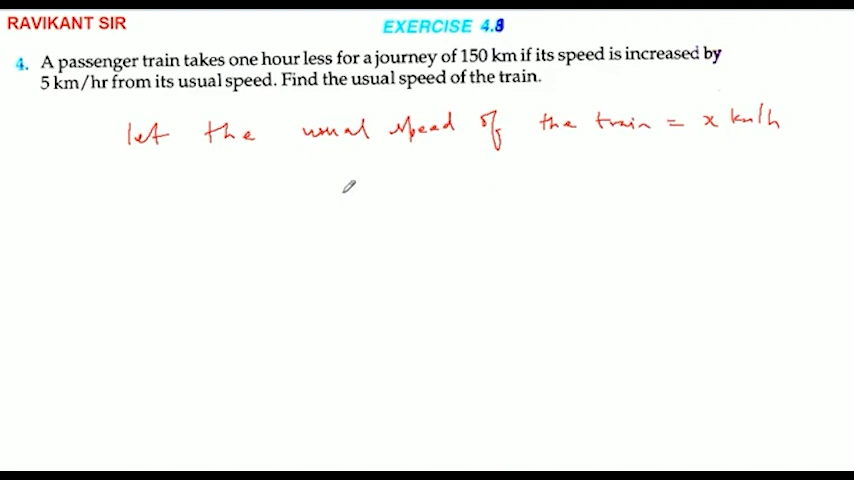 RAVIKANT SIR
EXERCISE 4.8
4. A passenger train takes one hour less for a journey of 150 km if its speed is increased by
5 km/hr from its usual speed. Find the usual speed of the train.
let the usual speed of the train = x km/h